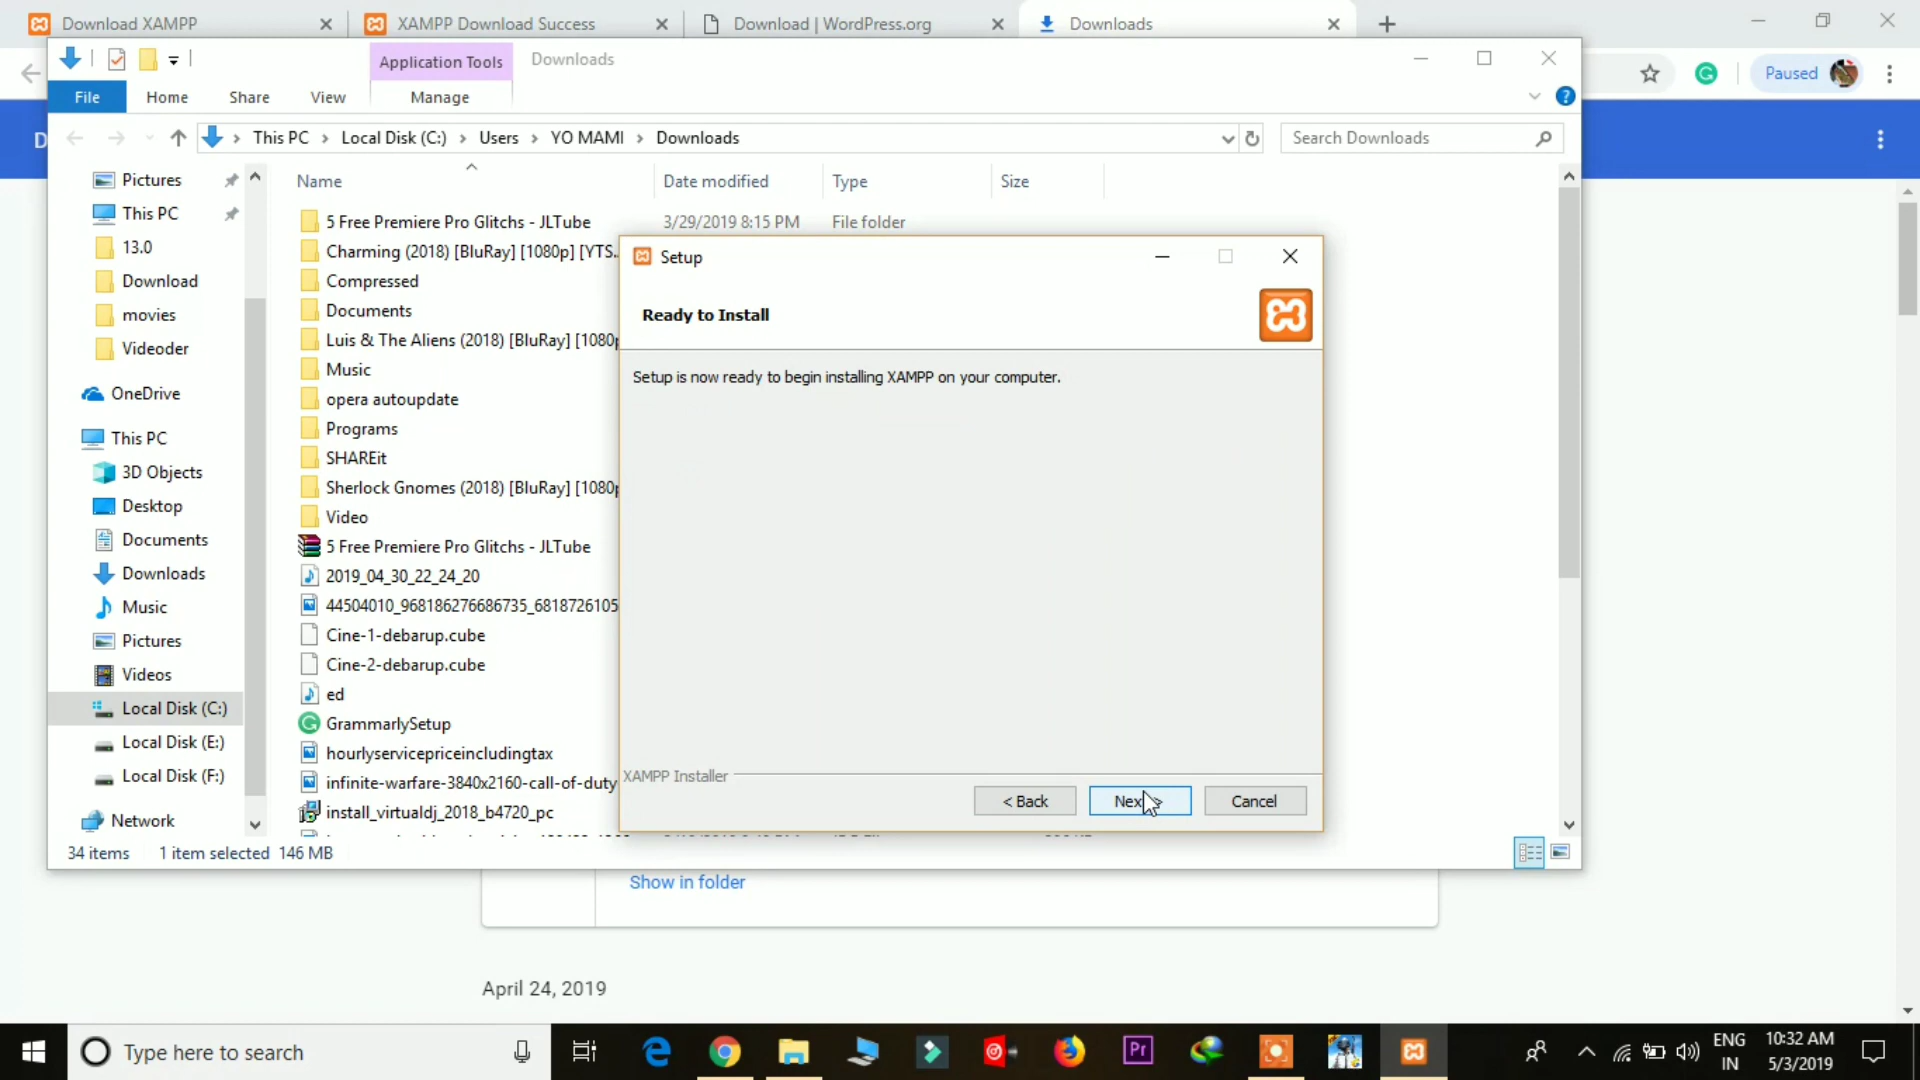 Download XAMPP
XAMPP Download Success
Download | WordPress.org
Downloads
Paused
Application Tools
Downloads
File
Home
Share
View
Manage
This PC
Local Disk (C:)
Users
YO MAMI
Downloads
Search Downloads
Name
Date modified
Type
Size
Pictures
This PC
13.0
Download
movies
Videoder
OneDrive
This PC
3D Objects
Desktop
Documents
Downloads
Music
Pictures
Videos
Local Disk (C:)
Local Disk (E:)
Local Disk (F:)
Network
5 Free Premiere Pro Glitchs - JLTube
3/29/2019 8:15 PM
File folder
Charming (2018) [BluRay] [1080p] [YTS...
Compressed
Documents
Luis & The Aliens (2018) [BluRay] [1080p
Music
opera autoupdate
Programs
SHAREit
Sherlock Gnomes (2018) [BluRay] [1080p
Video
5 Free Premiere Pro Glitchs - JLTube
2019_04_30_22_24_20
44504010_968186276686735_6818726105
Cine-1-debarup.cube
Cine-2-debarup.cube
ed
GrammarlySetup
hourlyservicepriceincludingtax
infinite-warfare-3840x2160-call-of-duty
install_virtualdj_2018_b4720_pc
34 items
1 item selected 146 MB
Setup
Ready to Install
Setup is now ready to begin installing XAMPP on your computer.
XAMPP Installer
< Back
Next >
Cancel
Show in folder
April 24, 2019
Type here to search
Pr
ENG
IN
10:32 AM
5/3/2019